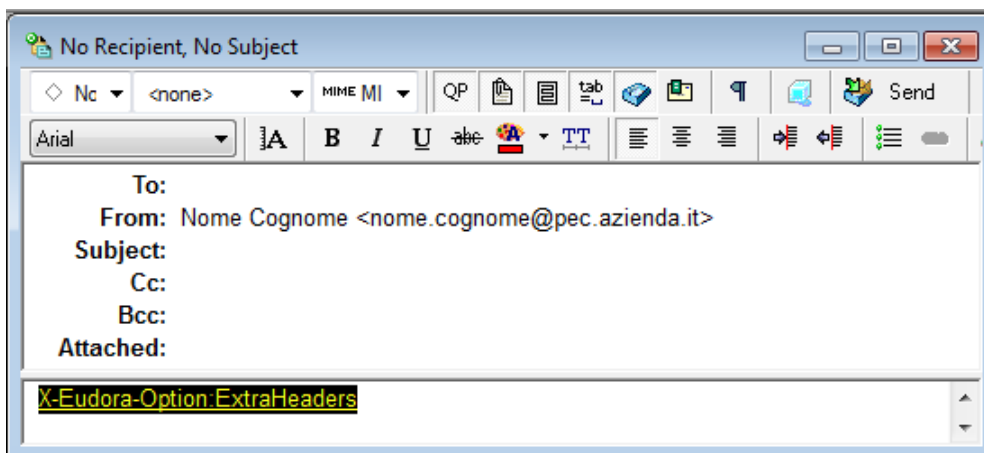 No Recipient, No Subject
Nc <none> MIME MI QP tab Send
Arial A B I U abc A TT
To:
From: Nome Cognome <nome.cognome@pec.azienda.it>
Subject:
Cc:
Bcc:
Attached:
X-Eudora-Option:ExtraHeaders